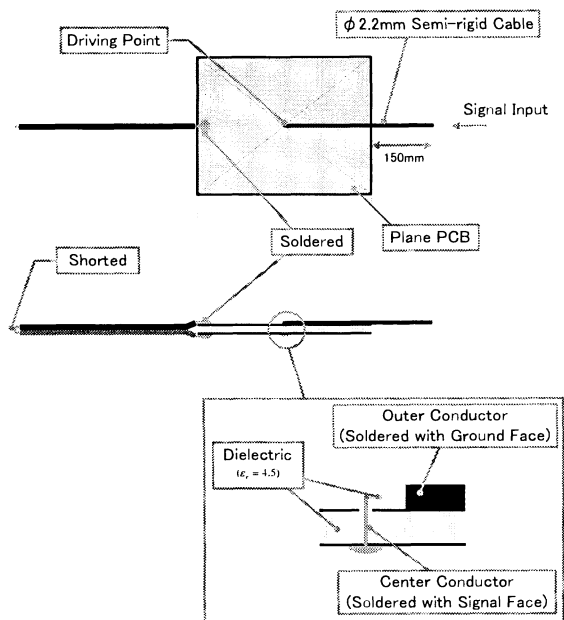 Driving Point
ϕ2.2mm Semi-rigid Cable
Signal Input
150mm
Soldered
Plane PCB
Shorted
Outer Conductor
(Soldered with Ground Face)
Dielectric
(εr = 4.5)
Center Conductor
(Soldered with Signal Face)